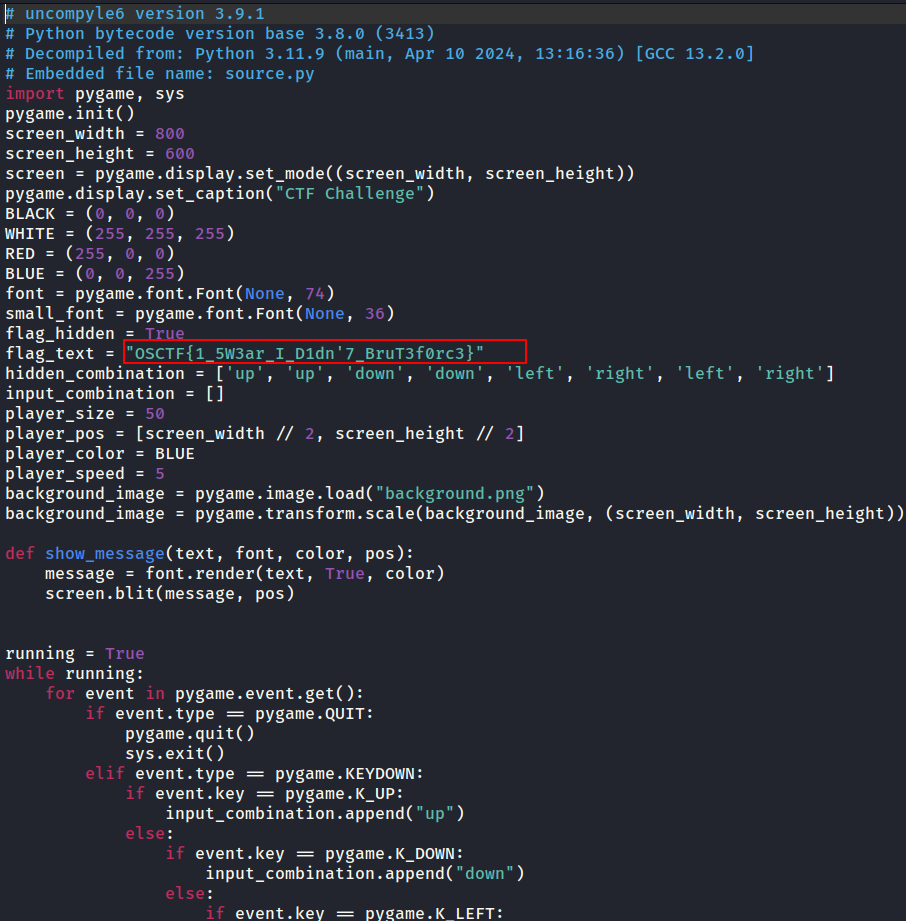 # uncompyle6 version 3.9.1
# Python bytecode version base 3.8.0 (3413)
# Decompiled from: Python 3.11.9 (main, Apr 10 2024, 13:16:36) [GCC 13.2.0]
# Embedded file name: source.py
import pygame, sys
pygame.init()
screen_width = 800
screen_height = 600
screen = pygame.display.set_mode((screen_width, screen_height))
pygame.display.set_caption("CTF Challenge")
BLACK = (0, 0, 0)
WHITE = (255, 255, 255)
RED = (255, 0, 0)
BLUE = (0, 0, 255)
font = pygame.font.Font(None, 74)
small_font = pygame.font.Font(None, 36)
flag_hidden = True
flag_text = "OSCTF{1_5W3ar_I_D1dn'7_BruT3f0rc3}"
hidden_combination = ['up', 'up', 'down', 'down', 'left', 'right', 'left', 'right']
input_combination = []
player_size = 50
player_pos = [screen_width // 2, screen_height // 2]
player_color = BLUE
player_speed = 5
background_image = pygame.image.load("background.png")
background_image = pygame.transform.scale(background_image, (screen_width, screen_height))

def show_message(text, font, color, pos):
    message = font.render(text, True, color)
    screen.blit(message, pos)


running = True
while running:
    for event in pygame.event.get():
        if event.type == pygame.QUIT:
            pygame.quit()
            sys.exit()
        elif event.type == pygame.KEYDOWN:
            if event.key == pygame.K_UP:
                input_combination.append("up")
            else:
                if event.key == pygame.K_DOWN:
                    input_combination.append("down")
                else:
                    if event.key == pygame.K_LEFT: